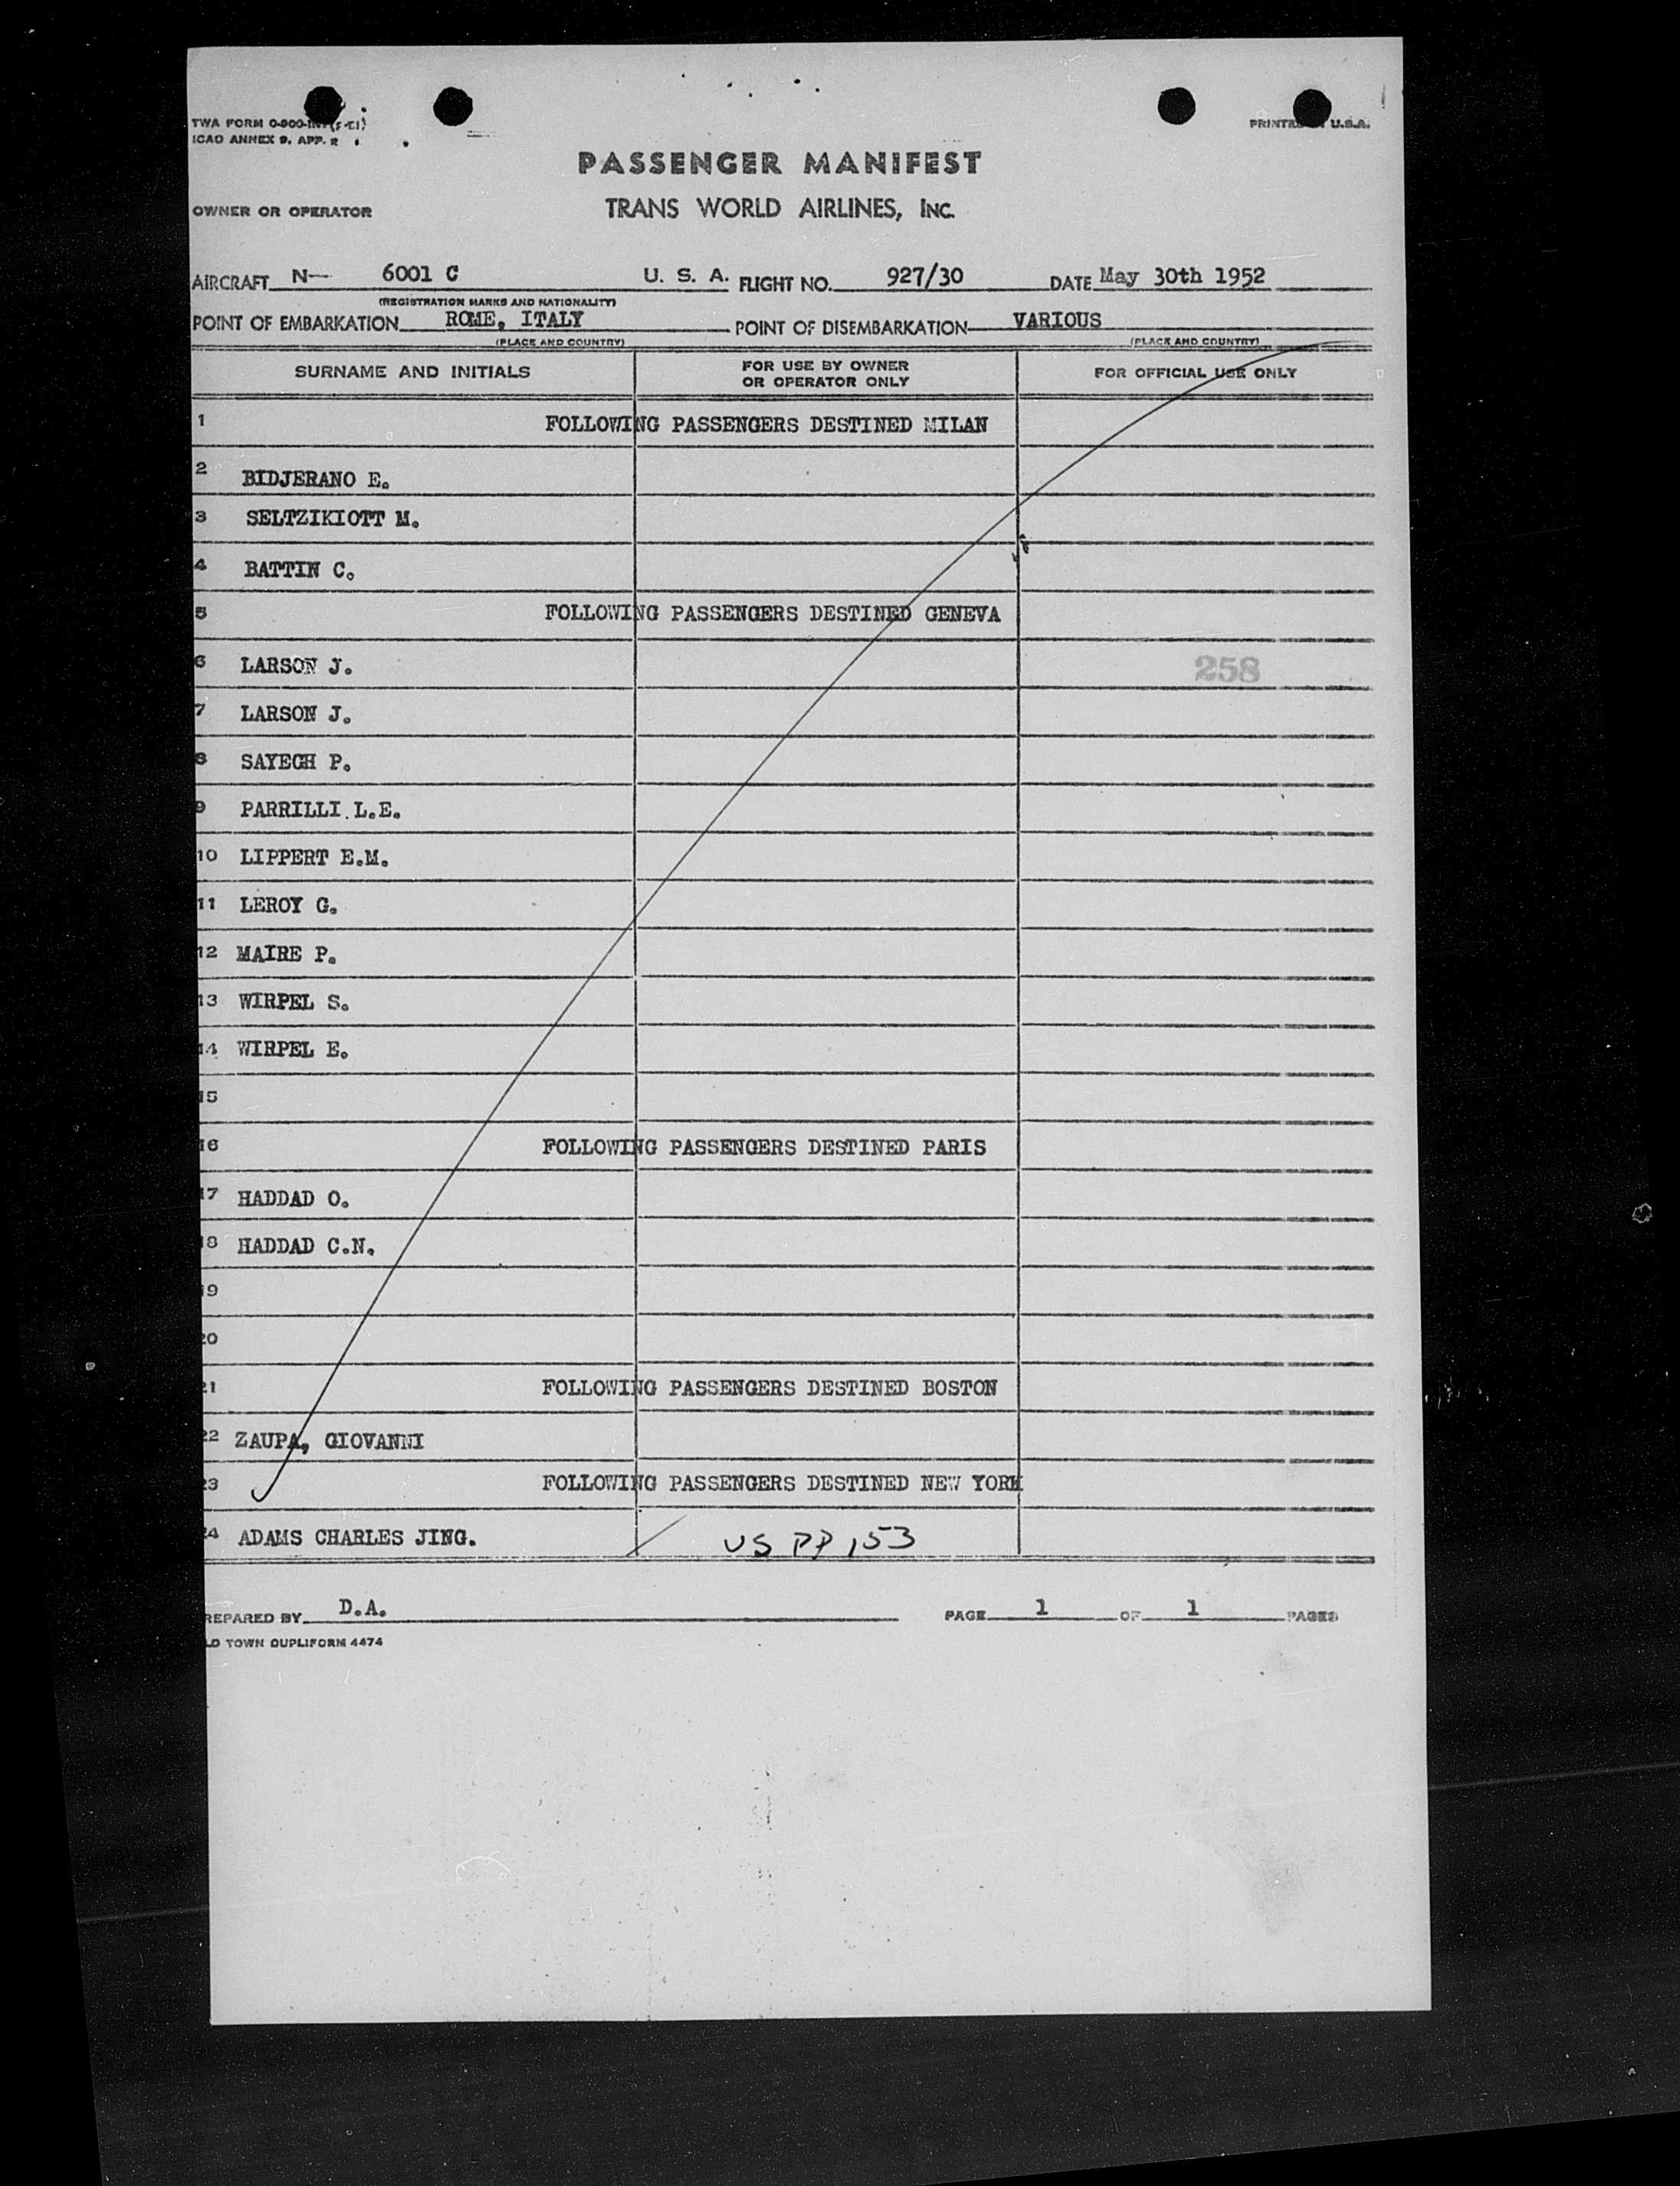 TWA FORM 0-900-
PRINTED U.S.A.
ICAO ANNEX 9, APP. 2
PASSENGER MANIFEST
OWNER OR OPERATOR
TRANS WORLD AIRLINES, INC.
AIRCRAFT N— 6001 C U. S. A. FLIGHT NO. 927/30 DATE May 30th 1952
(REGISTRATION MARKS AND NATIONALITY)
POINT OF EMBARKATION ROME, ITALY POINT OF DISEMBARKATION VARIOUS
(PLACE AND COUNTRY) (PLACE AND COUNTRY)
SURNAME AND INITIALS
FOR USE BY OWNER
OR OPERATOR ONLY
FOR OFFICIAL USE ONLY
1 FOLLOWING PASSENGERS DESTINED MILAN
2 BIDJERANO E.
3 SELTZIKIOTT M.
4 BATTIN C.
5 FOLLOWING PASSENGERS DESTINED GENEVA
6 LARSON J. 258
7 LARSON J.
8 SAYEGH P.
9 PARRILLI L.E.
10 LIPPERT E.M.
11 LEROY G.
12 MAIRE P.
13 WIRPEL S.
14 WIRPEL E.
15
16 FOLLOWING PASSENGERS DESTINED PARIS
17 HADDAD O.
18 HADDAD C.N.
19
20
21 FOLLOWING PASSENGERS DESTINED BOSTON
22 ZAUPA, GIOVANNI
23 FOLLOWING PASSENGERS DESTINED NEW YORK
24 ADAMS CHARLES JING. US PP 153
REPARED BY D.A. PAGE 1 OF 1 PAGES
LD TOWN DUPLIFORM 4474